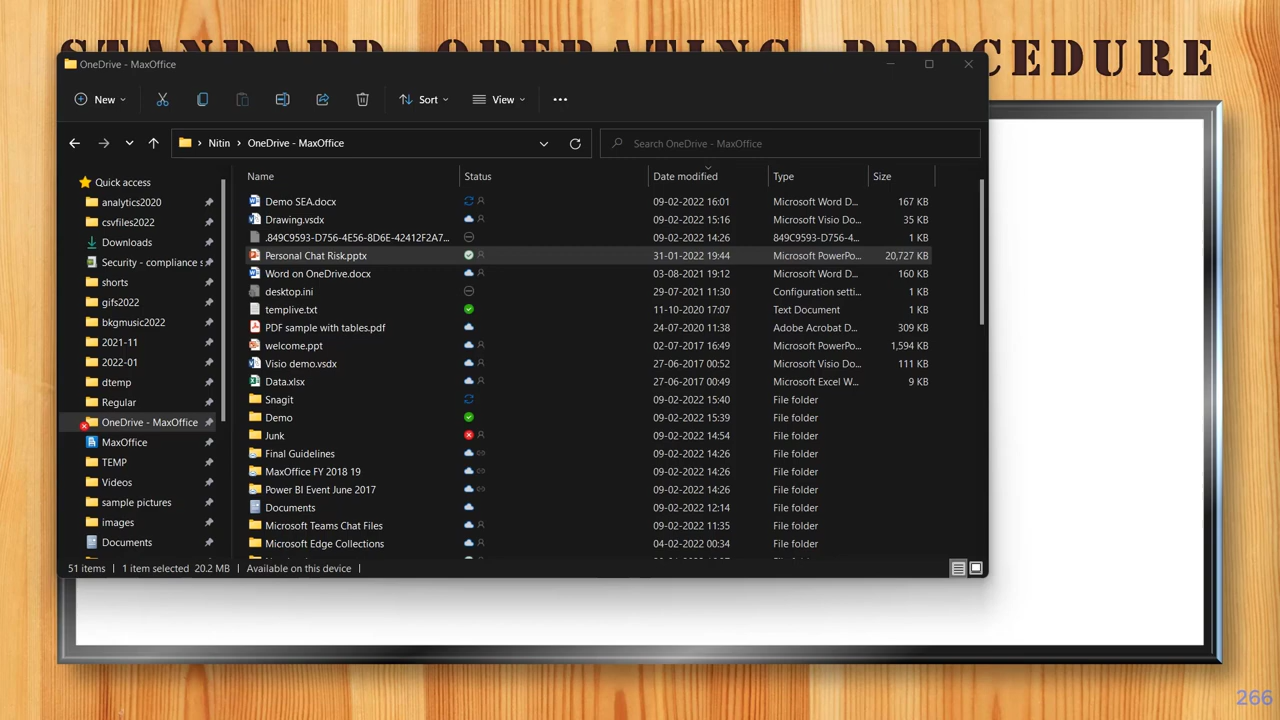 STANDARD OPERATING PROCEDURE
OneDrive - MaxOffice
New Sort View
Nitin OneDrive - MaxOffice Search OneDrive - MaxOffice
Name Status Date modified Type Size
Quick access
analytics2020
csvfiles2022
Downloads
Security - compliance s
shorts
gifs2022
bkgmusic2022
2021-11
2022-01
dtemp
Regular
OneDrive - MaxOffice
MaxOffice
TEMP
Videos
sample pictures
images
Documents
Demo SEA.docx 09-02-2022 16:01 Microsoft Word D... 167 KB
Drawing.vsdx 09-02-2022 15:16 Microsoft Visio Do... 35 KB
.849C9593-D756-4E56-8D6E-42412F2A7... 09-02-2022 14:26 849C9593-D756-4... 1 KB
Personal Chat Risk.pptx 31-01-2022 19:44 Microsoft PowerPo... 20,727 KB
Word on OneDrive.docx 03-08-2021 19:12 Microsoft Word D... 160 KB
desktop.ini 29-07-2021 11:30 Configuration setti... 1 KB
templive.txt 11-10-2020 17:07 Text Document 1 KB
PDF sample with tables.pdf 24-07-2020 11:38 Adobe Acrobat D... 309 KB
welcome.ppt 02-07-2017 16:49 Microsoft PowerPo... 1,594 KB
Visio demo.vsdx 27-06-2017 00:52 Microsoft Visio Do... 111 KB
Data.xlsx 27-06-2017 00:49 Microsoft Excel W... 9 KB
Snagit 09-02-2022 15:40 File folder
Demo 09-02-2022 15:39 File folder
Junk 09-02-2022 14:54 File folder
Final Guidelines 09-02-2022 14:26 File folder
MaxOffice FY 2018 19 09-02-2022 14:26 File folder
Power BI Event June 2017 09-02-2022 14:26 File folder
Documents 09-02-2022 12:14 File folder
Microsoft Teams Chat Files 09-02-2022 11:35 File folder
Microsoft Edge Collections 04-02-2022 00:34 File folder
51 items 1 item selected 20.2 MB Available on this device
266